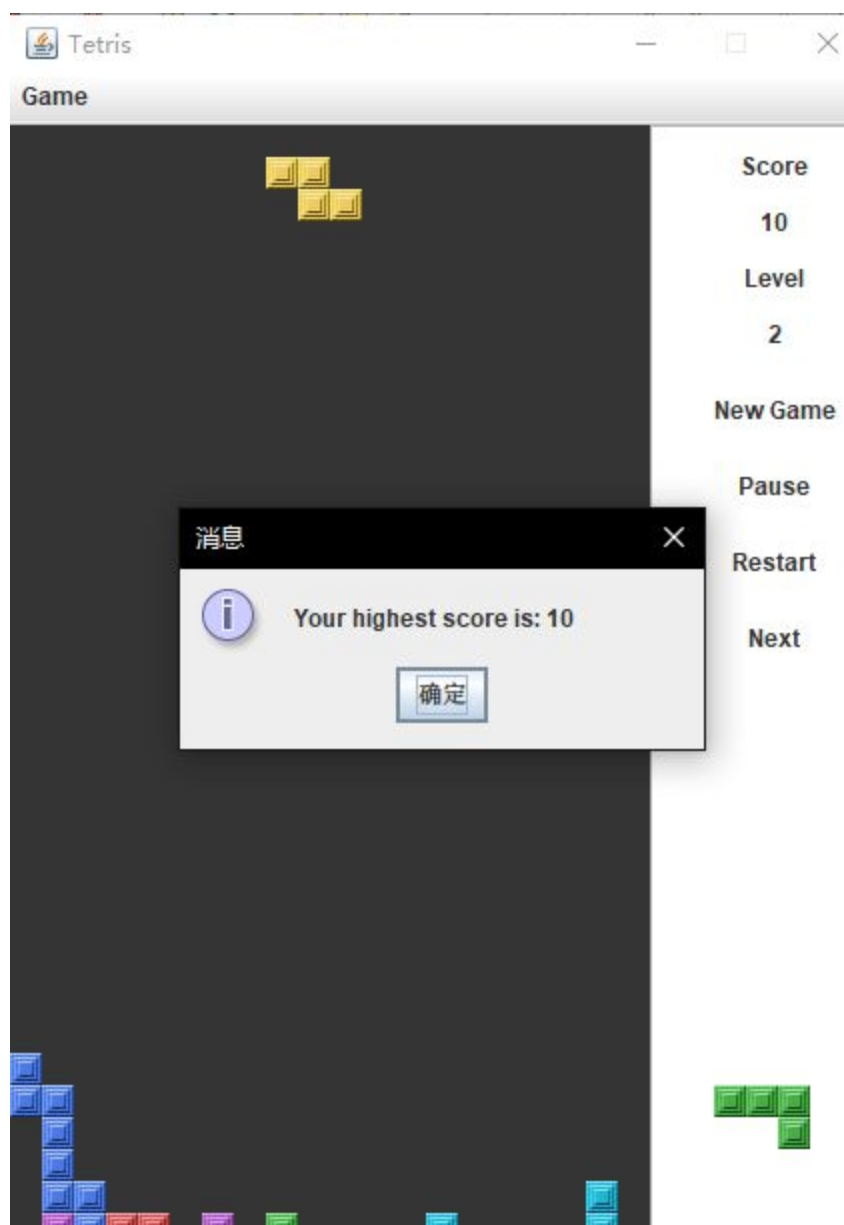 Tetris
Game
Score
10
Level
2
New Game
Pause
Restart
Next
消息
Your highest score is: 10
确定